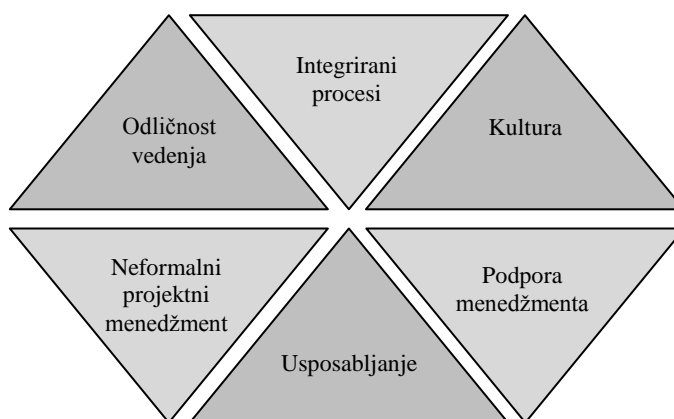 Integrirani
procesi
Odličnost
vedenja
Kultura
Neformalni
projektni
menedžment
Podpora
menedžmenta
Usposabljanje